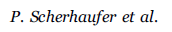 P. Scherhaufer et al.